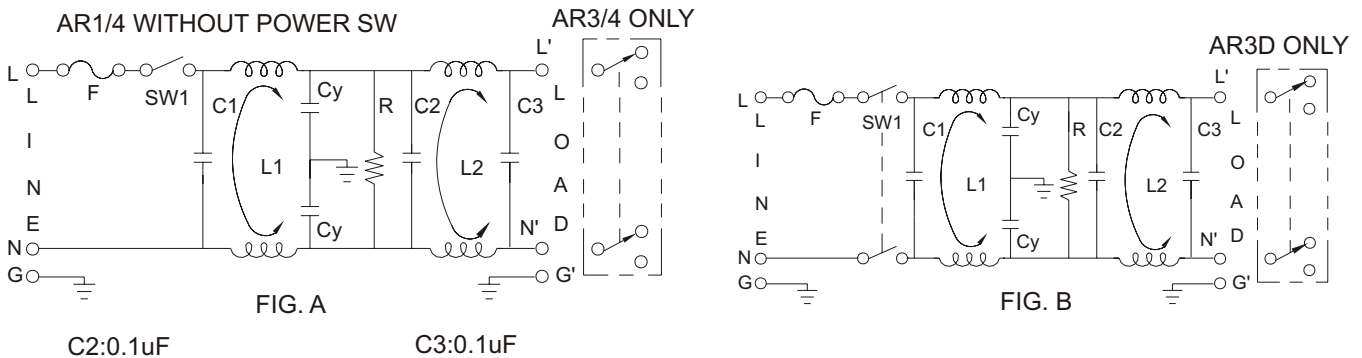 AR1/4 WITHOUT POWER SW
AR3/4 ONLY
L
F
SW1
C1
L1
Cy
Cy
R
C2
L2
C3
L'
N'
G'
L
I
N
E
L
O
A
D
N
G
FIG. A
C2:0.1uF
C3:0.1uF
AR3D ONLY
L
F
SW1
C1
L1
Cy
Cy
R
C2
L2
C3
L'
N'
G'
L
I
N
E
L
O
A
D
N
G
FIG. B